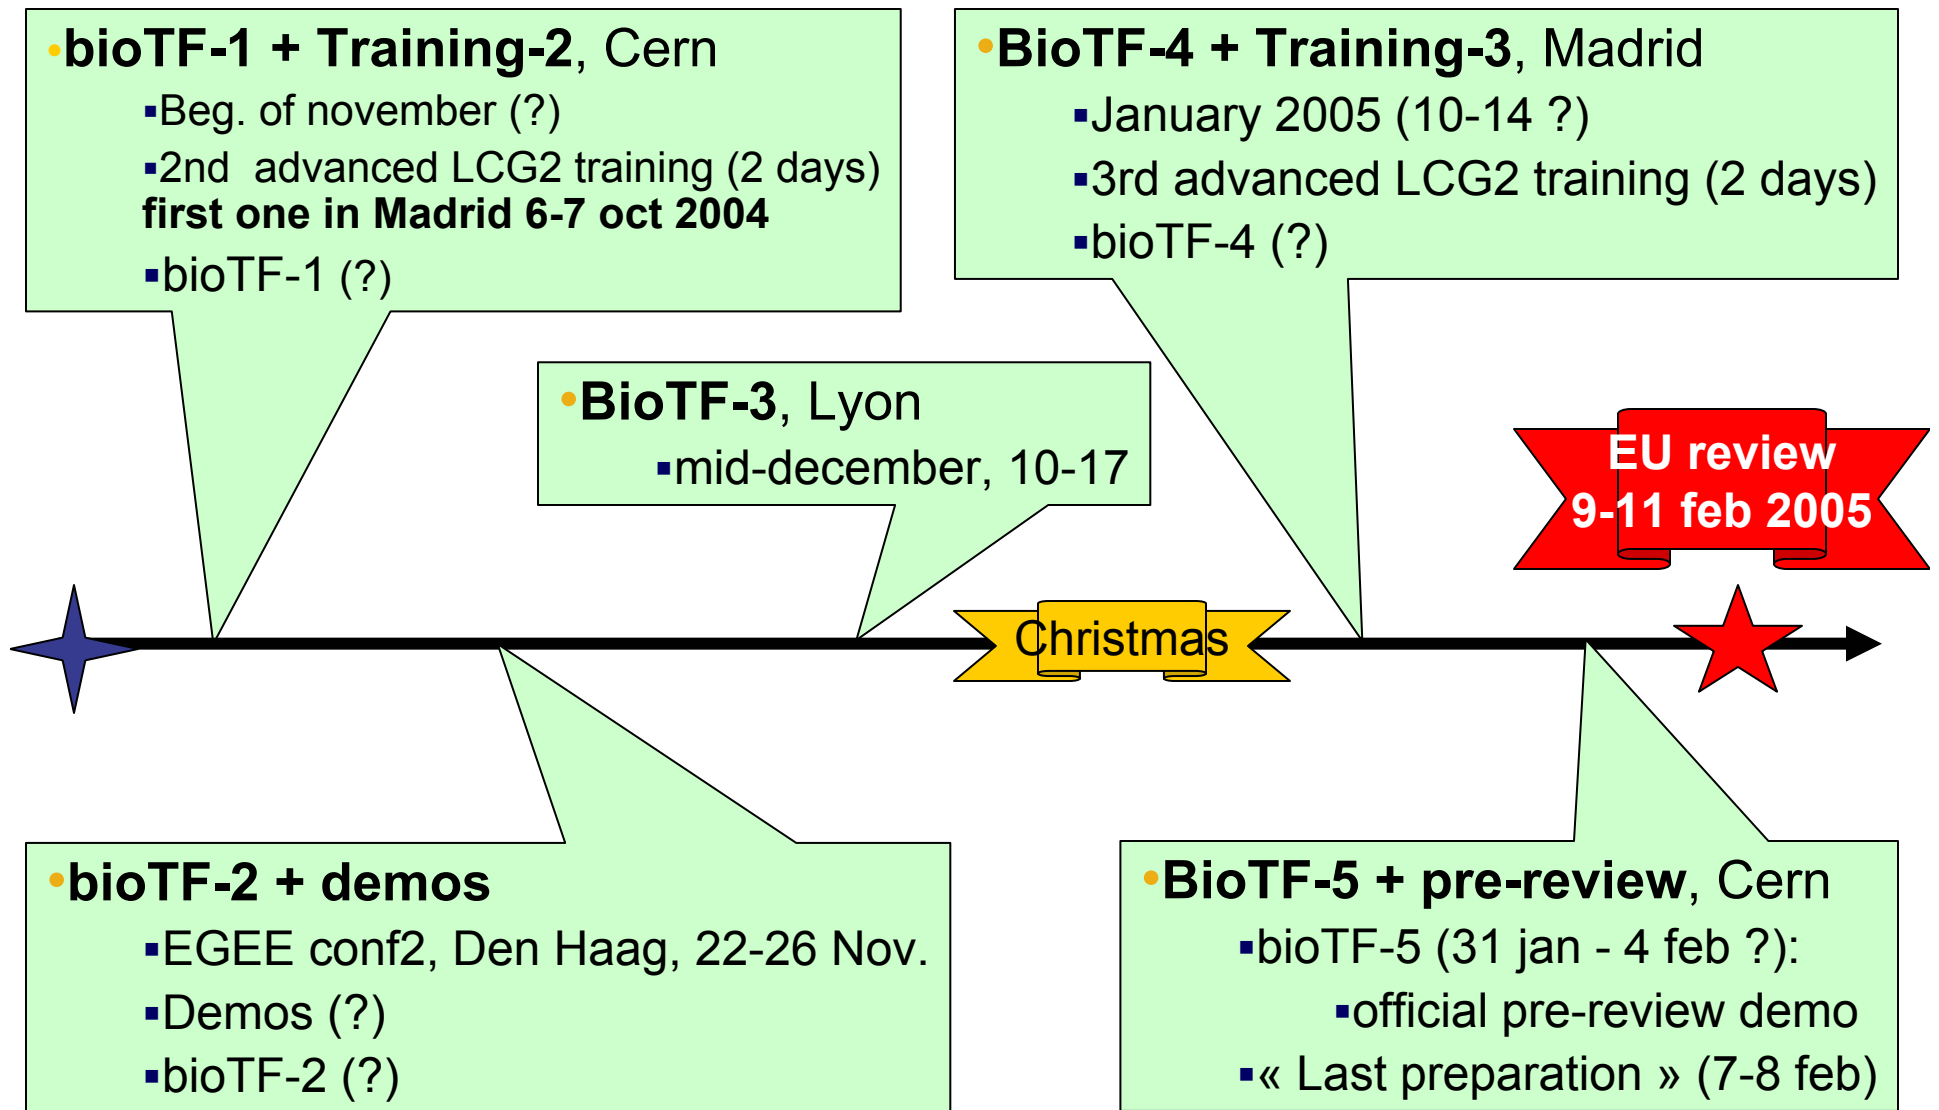 •bioTF-1 + Training-2, Cern
▪Beg. of november (?)
▪2nd advanced LCG2 training (2 days)
first one in Madrid 6-7 oct 2004
▪bioTF-1 (?)
•BioTF-4 + Training-3, Madrid
▪January 2005 (10-14 ?)
▪3rd advanced LCG2 training (2 days)
▪bioTF-4 (?)
•BioTF-3, Lyon
▪mid-december, 10-17
EU review
9-11 feb 2005
Christmas
•bioTF-2 + demos
▪EGEE conf2, Den Haag, 22-26 Nov.
▪Demos (?)
▪bioTF-2 (?)
•BioTF-5 + pre-review, Cern
▪bioTF-5 (31 jan - 4 feb ?):
▪official pre-review demo
▪« Last preparation » (7-8 feb)